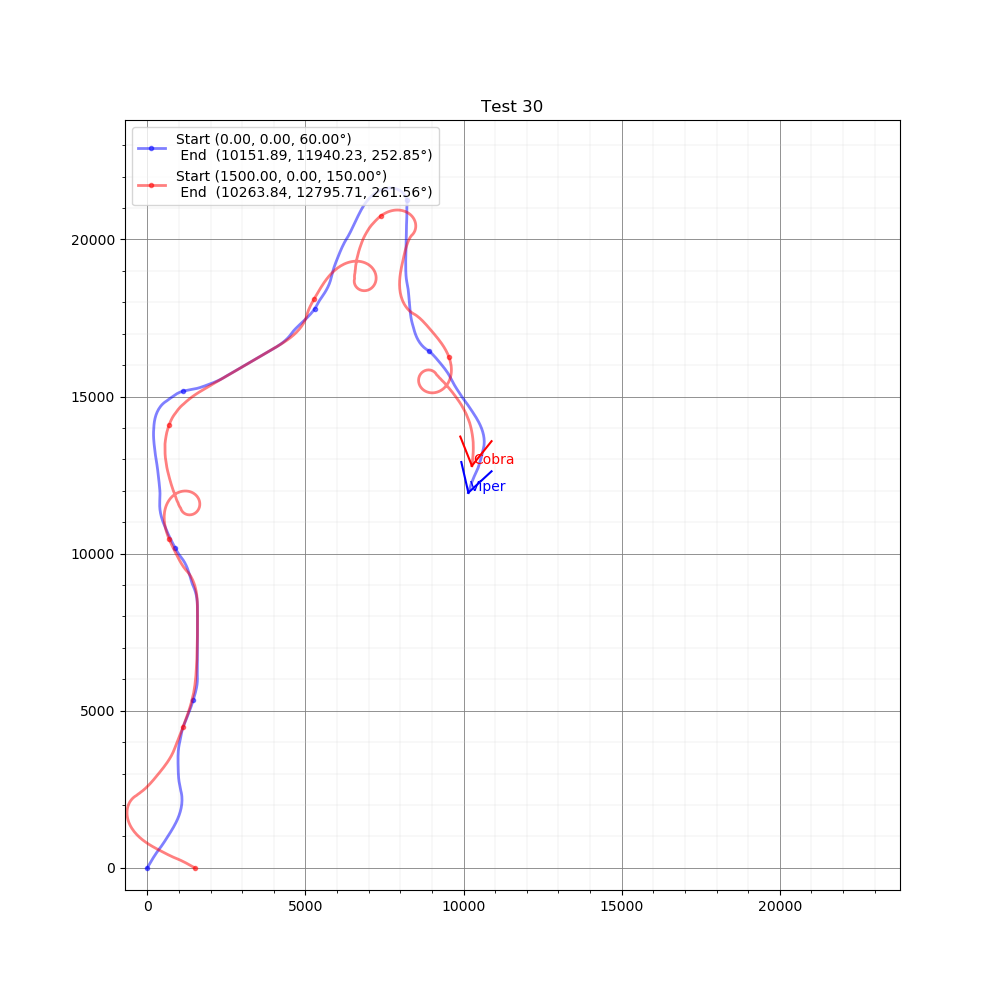 Test 30
Start (0.00, 0.00, 60.00°)
End (10151.89, 11940.23, 252.85°)
Start (1500.00, 0.00, 150.00°)
End (10263.84, 12795.71, 261.56°)
20000
15000
10000
5000
0
Cobra
Viper
0
5000
10000
15000
20000